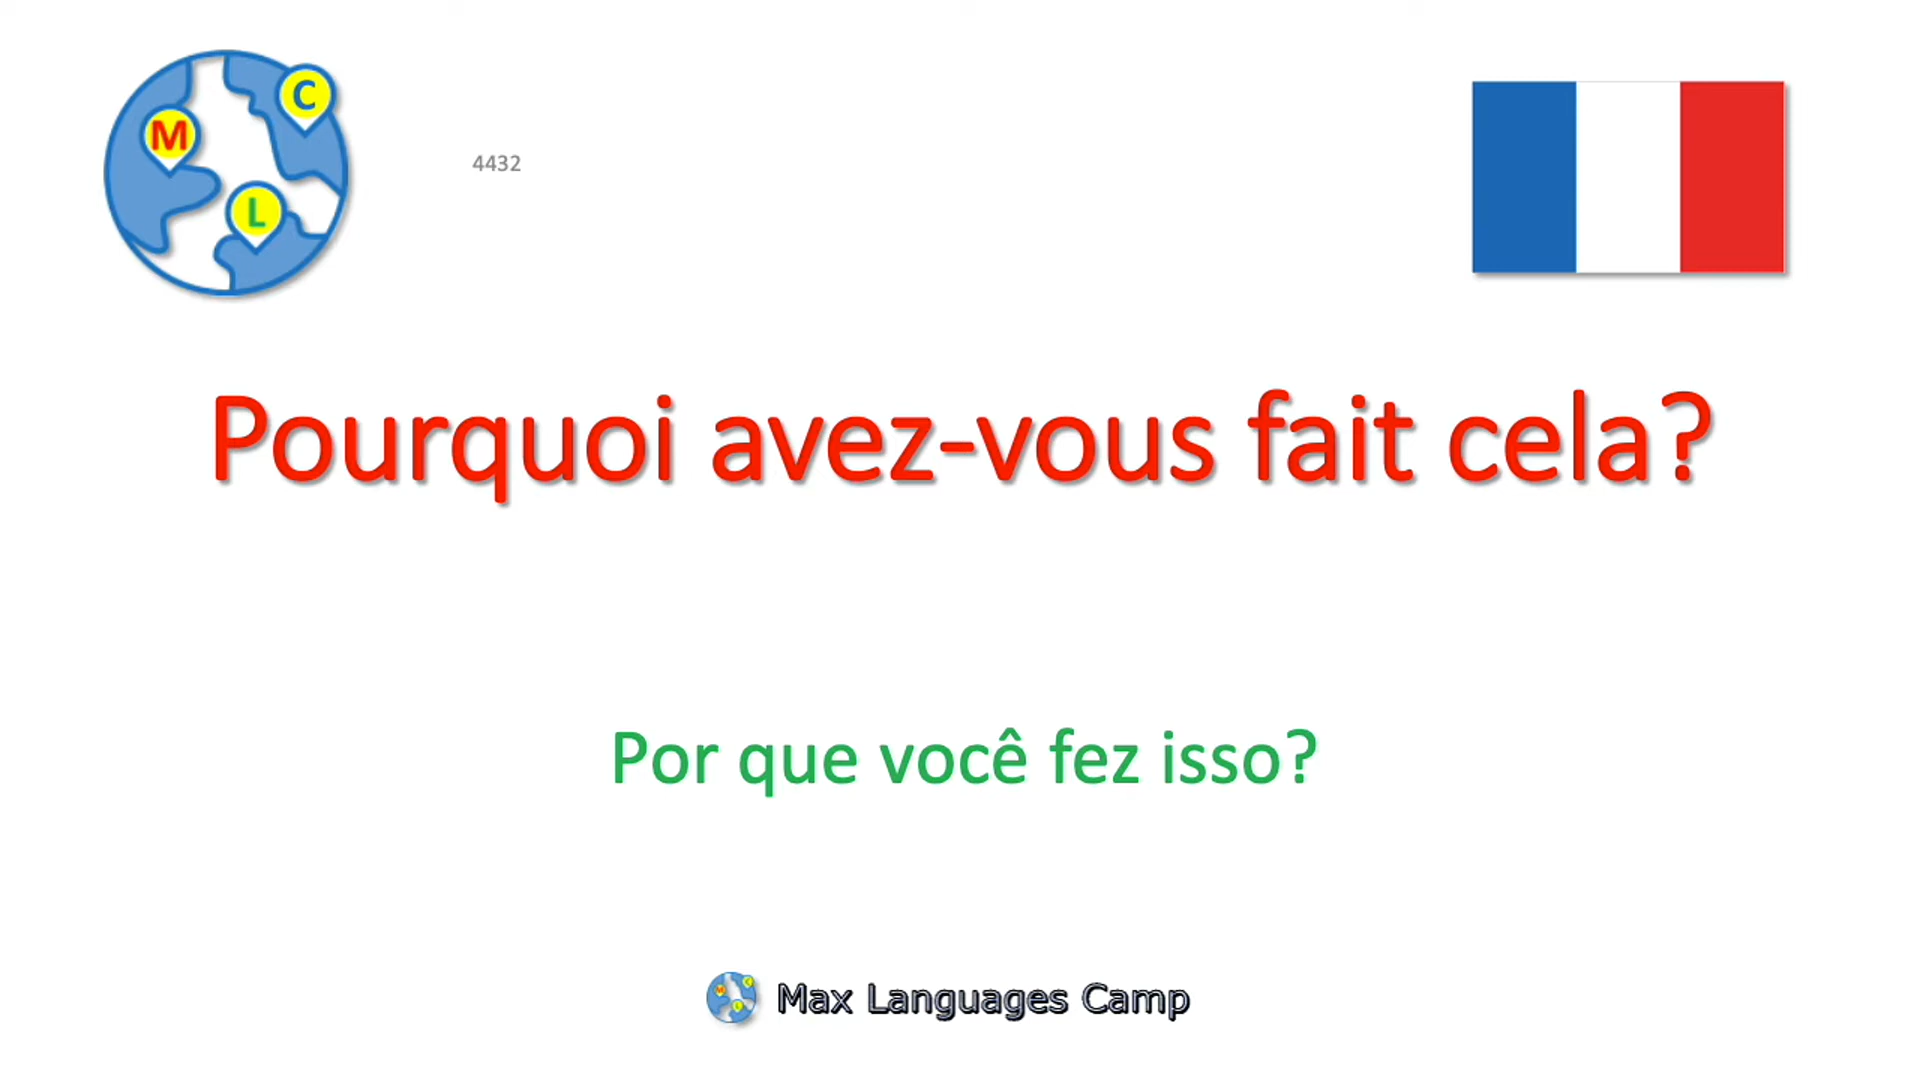 M
C
L
4432
Pourquoi avez-vous fait cela?
Por que você fez isso?
Max Languages Camp